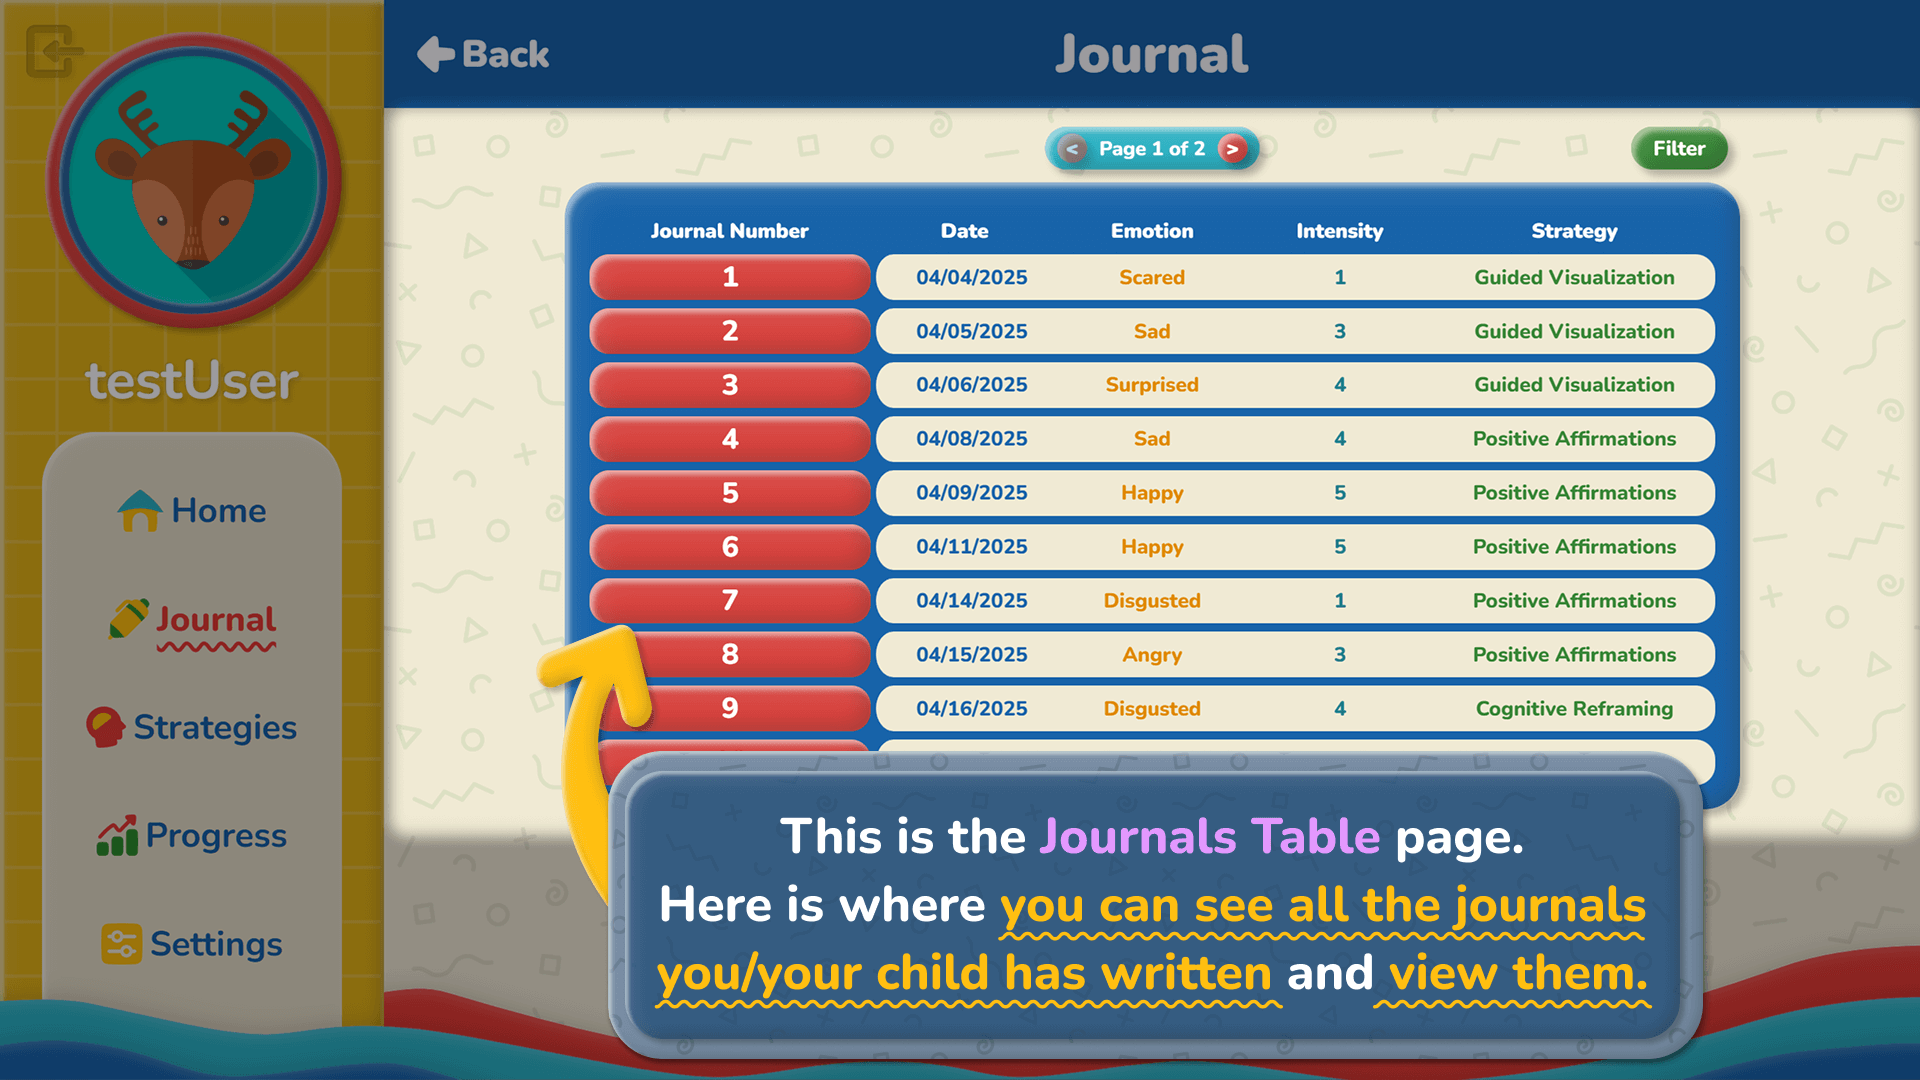 Back
Journal
testUser
Home
Journal
Strategies
Progress
Settings
< Page 1 of 2 >
Filter
Journal Number Date Emotion Intensity Strategy
1 04/04/2025 Scared 1 Guided Visualization
2 04/05/2025 Sad 3 Guided Visualization
3 04/06/2025 Surprised 4 Guided Visualization
4 04/08/2025 Sad 4 Positive Affirmations
5 04/09/2025 Happy 5 Positive Affirmations
6 04/11/2025 Happy 5 Positive Affirmations
7 04/14/2025 Disgusted 1 Positive Affirmations
8 04/15/2025 Angry 3 Positive Affirmations
9 04/16/2025 Disgusted 4 Cognitive Reframing
This is the Journals Table page.
Here is where you can see all the journals
you/your child has written and view them.